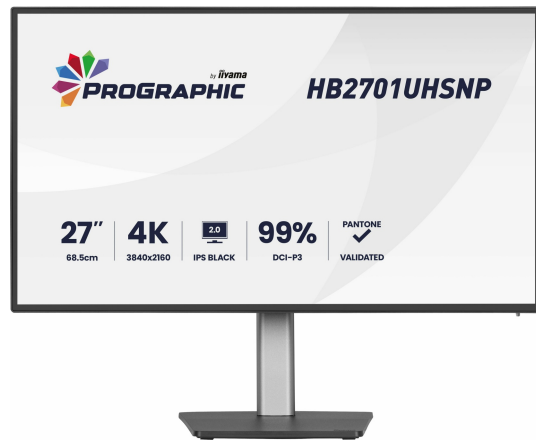 by iiyama
PROGRAPHIC
HB2701UHSNP
27" 4K 2.0 99% PANTONE
68.5cm 3840x2160 IPS BLACK DCI-P3 VALIDATED